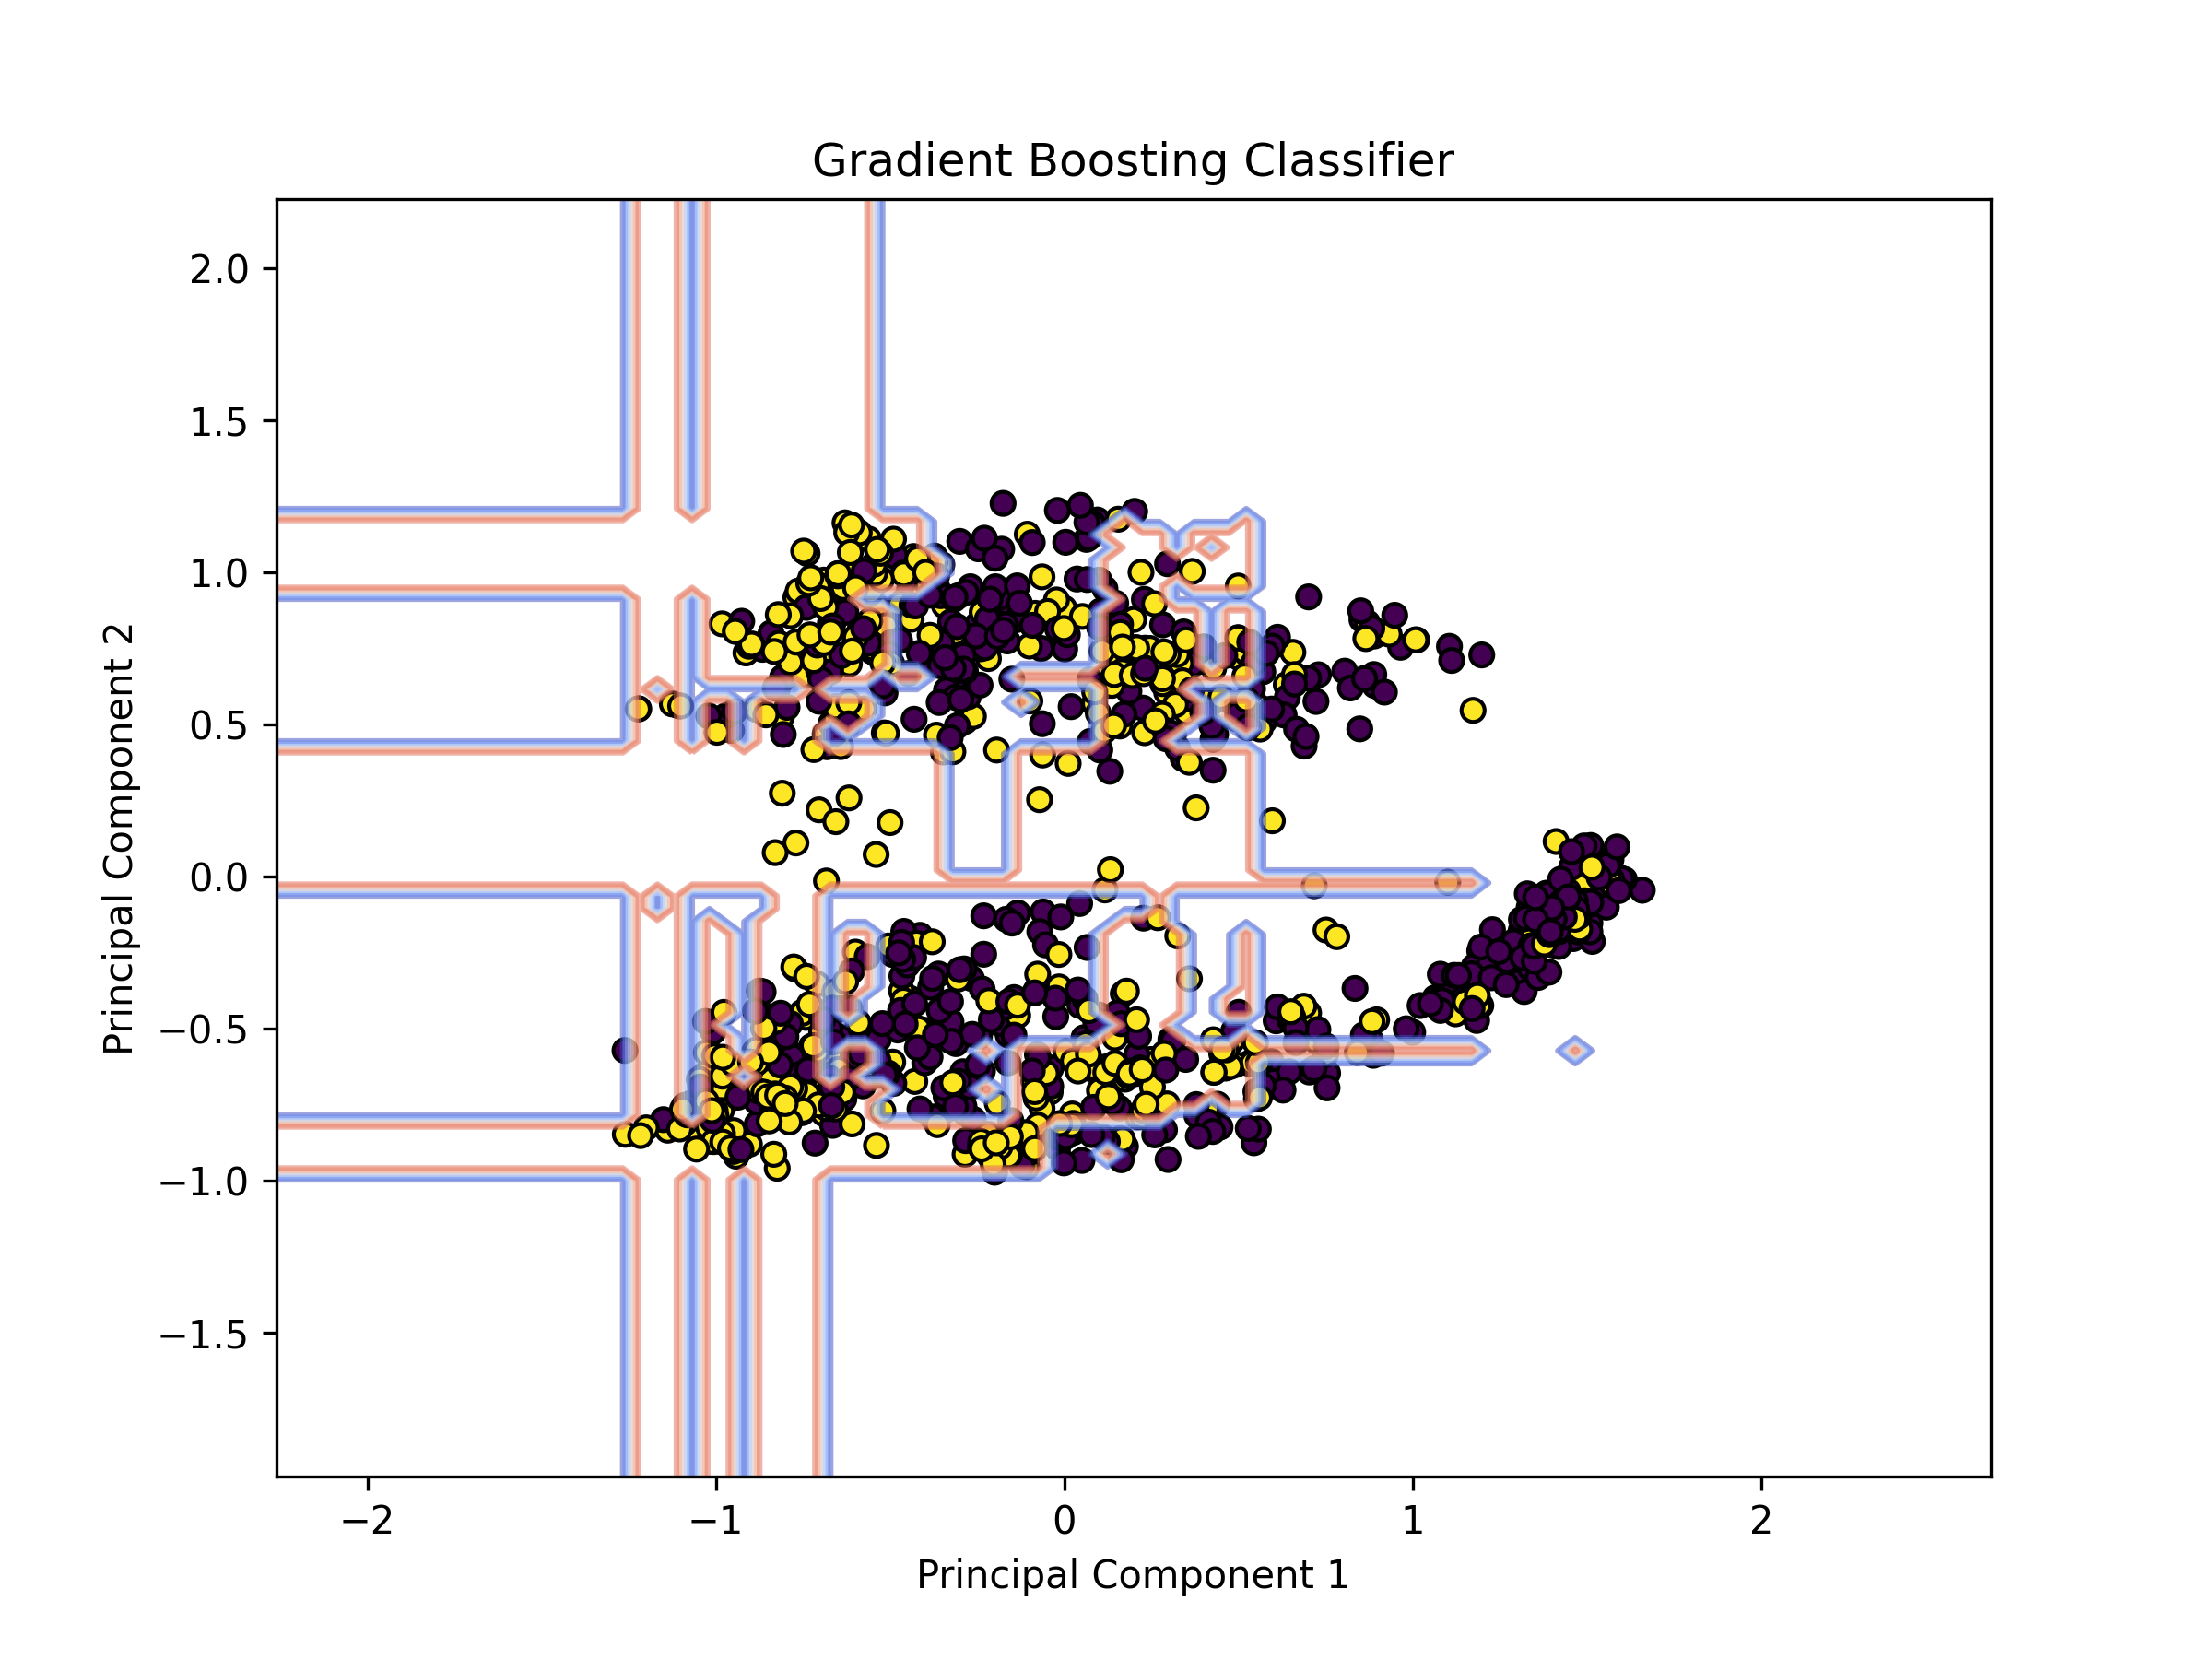 Gradient Boosting Classifier
2.0
1.5
1.0
0.5
0.0
−0.5
−1.0
−1.5
Principal Component 2
−2 −1 0 1 2
Principal Component 1